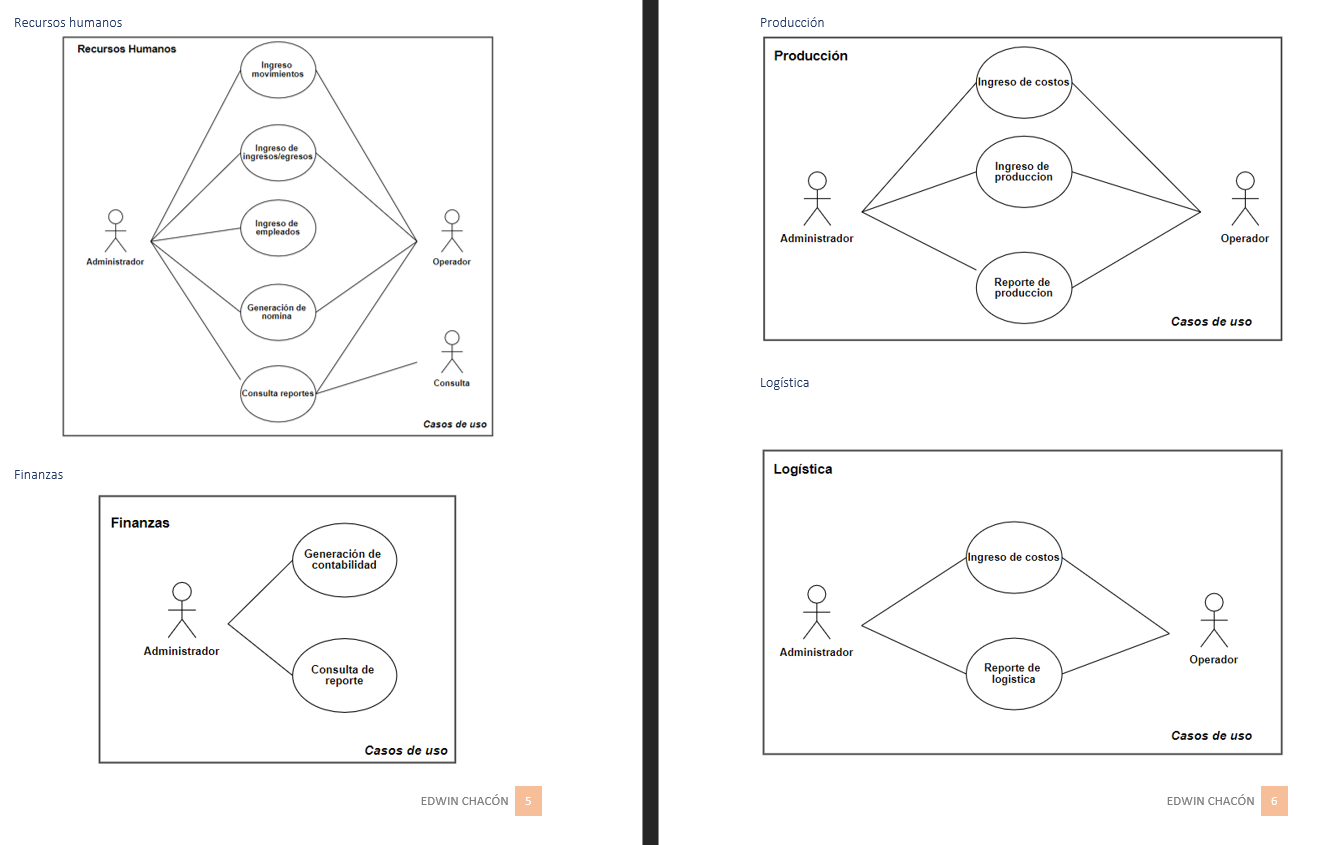 Recursos humanos
Recursos Humanos
Ingreso
movimientos
Ingreso de
ingresos/egresos
Ingreso de
empleados
Administrador
Operador
Generación de
nomina
Consulta
Consulta reportes
Casos de uso
Finanzas
Finanzas
Generación de
contabilidad
Administrador
Consulta de
reporte
Casos de uso
EDWIN CHACÓN 5
Producción
Producción
Ingreso de costos
Ingreso de
produccion
Administrador
Operador
Reporte de
produccion
Casos de uso
Logística
Logística
Ingreso de costos
Administrador
Operador
Reporte de
logistica
Casos de uso
EDWIN CHACÓN 6